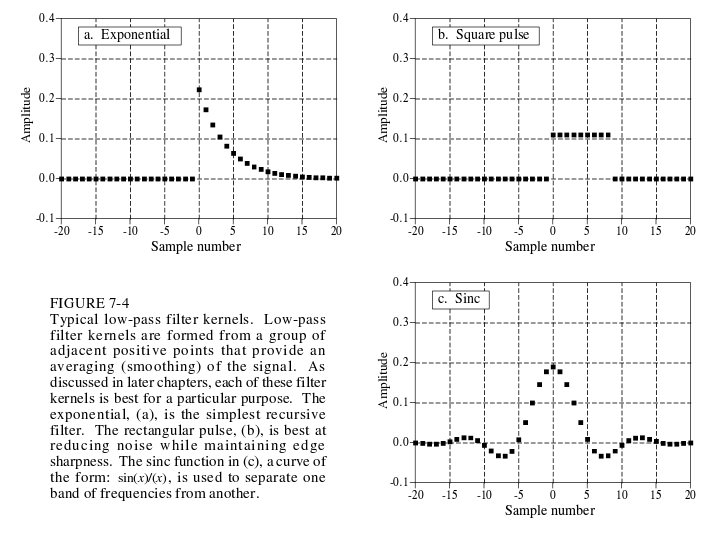 a. Exponential
0.4
0.3
0.2
0.1
0.0
-0.1
Amplitude
-20 -15 -10 -5 0 5 10 15 20
Sample number
b. Square pulse
0.4
0.3
0.2
0.1
0.0
-0.1
Amplitude
-20 -15 -10 -5 0 5 10 15 20
Sample number
FIGURE 7-4
Typical low-pass filter kernels. Low-pass
filter kernels are formed from a group of
adjacent positive points that provide an
averaging (smoothing) of the signal. As
discussed in later chapters, each of these filter
kernels is best for a particular purpose. The
exponential, (a), is the simplest recursive
filter. The rectangular pulse, (b), is best at
reducing noise while maintaining edge
sharpness. The sinc function in (c), a curve of
the form: sin(x)/(x), is used to separate one
band of frequencies from another.
c. Sinc
0.4
0.3
0.2
0.1
0.0
-0.1
Amplitude
-20 -15 -10 -5 0 5 10 15 20
Sample number